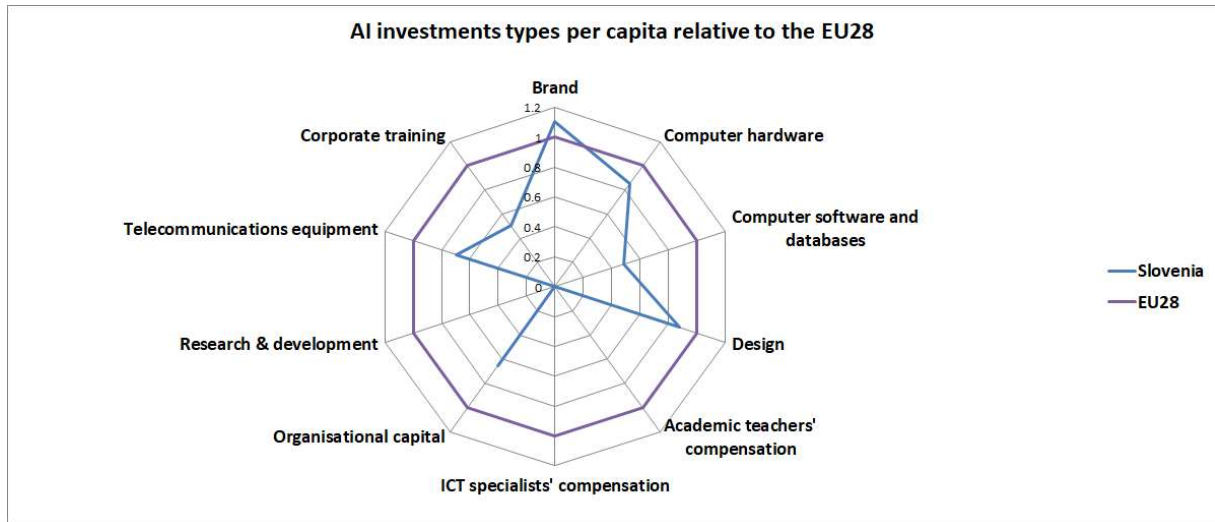 AI investments types per capita relative to the EU28
Brand
1.2
1
0.8
0.6
0.4
0.2
0
Computer hardware
Computer software and
databases
Design
Academic teachers'
compensation
ICT specialists' compensation
Organisational capital
Research & development
Telecommunications equipment
Corporate training
Slovenia
EU28